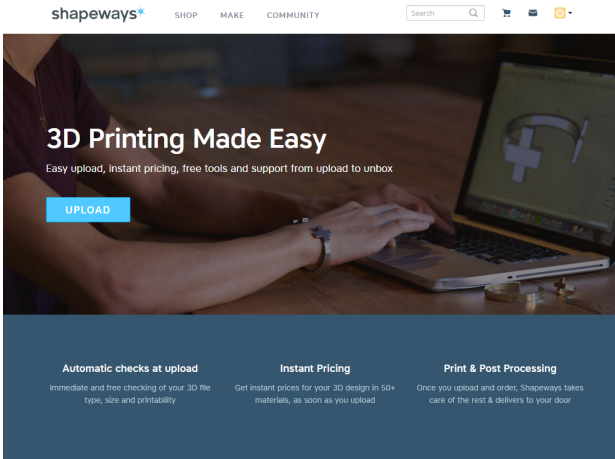 shapeways*
SHOP MAKE COMMUNITY
Search
3D Printing Made Easy
Easy upload, instant pricing, free tools and support from upload to unbox
UPLOAD
Automatic checks at upload
Immediate and free checking of your 3D file
type, size and printability
Instant Pricing
Get instant prices for your 3D design in 50+
materials, as soon as you upload
Print & Post Processing
Once you upload and order, Shapeways takes
care of the rest & delivers to your door